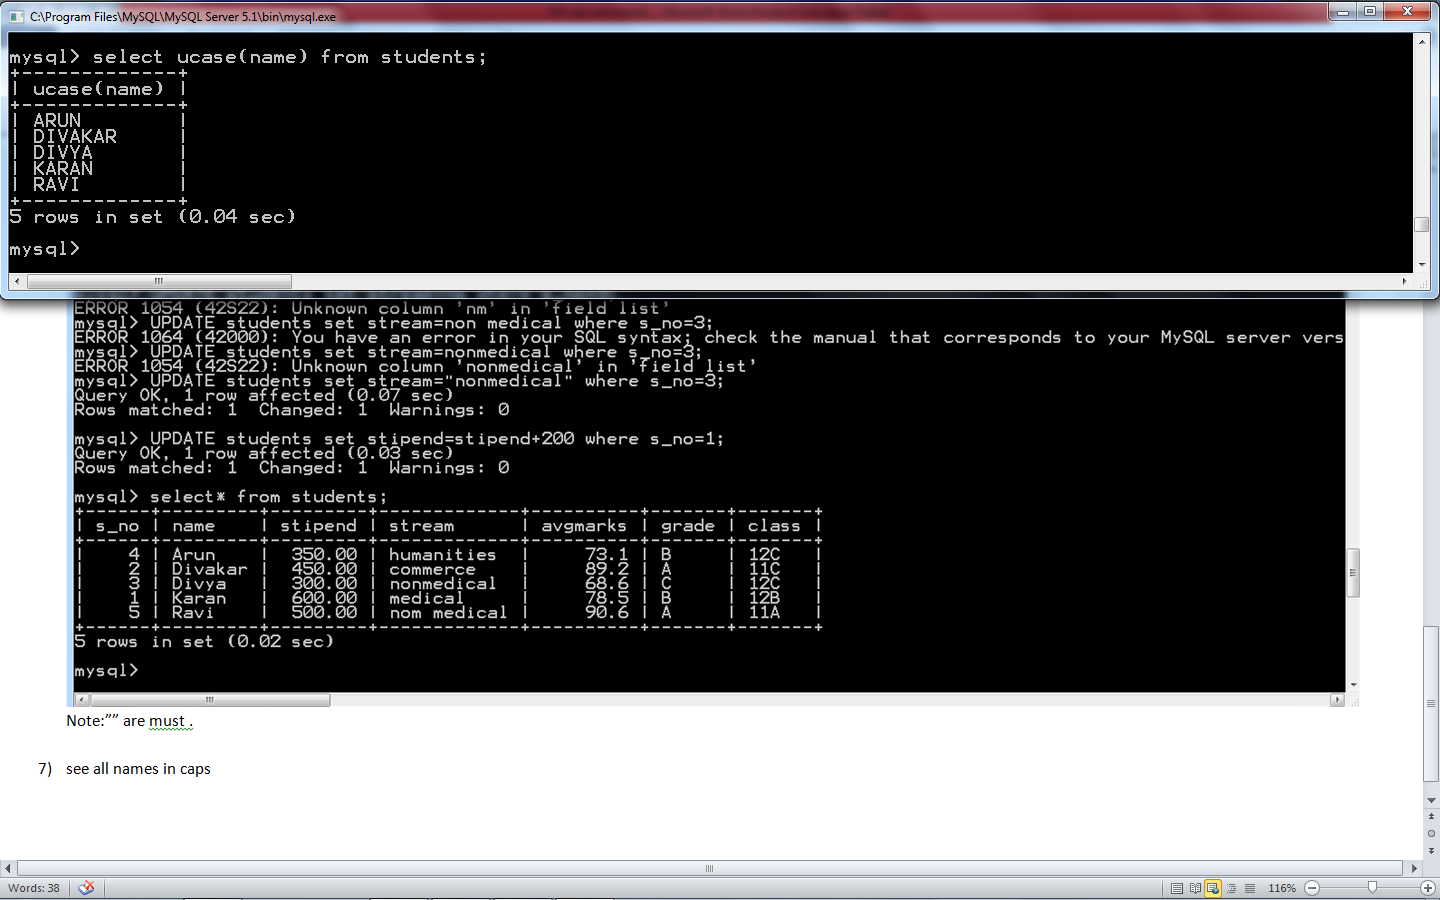 C:\Program Files\MySQL\MySQL Server 5.1\bin\mysql.exe
mysql> select ucase(name) from students;
+-------------+
| ucase(name) |
+-------------+
| ARUN        |
| DIVAKAR     |
| DIVYA       |
| KARAN       |
| RAVI        |
+-------------+
5 rows in set (0.04 sec)
mysql>
ERROR 1054 (42S22): Unknown column 'nm' in 'field list'
mysql> UPDATE students set stream=non medical where s_no=3;
ERROR 1064 (42000): You have an error in your SQL syntax; check the manual that corresponds to your MySQL server vers
mysql> UPDATE students set stream=nonmedical where s_no=3;
ERROR 1054 (42S22): Unknown column 'nonmedical' in 'field list'
mysql> UPDATE students set stream="nonmedical" where s_no=3;
Query OK, 1 row affected (0.07 sec)
Rows matched: 1  Changed: 1  Warnings: 0
mysql> UPDATE students set stipend=stipend+200 where s_no=1;
Query OK, 1 row affected (0.03 sec)
Rows matched: 1  Changed: 1  Warnings: 0
mysql> select* from students;
+------+---------+---------+-------------+----------+-------+-------+
| s_no | name    | stipend | stream      | avgmarks | grade | class |
+------+---------+---------+-------------+----------+-------+-------+
|    4 | Arun    |  350.00 | humanities  |     73.1 | B     | 12C   |
|    2 | Divakar |  450.00 | commerce    |     89.2 | A     | 11C   |
|    3 | Divya   |  300.00 | nonmedical  |     68.6 | C     | 12C   |
|    1 | Karan   |  600.00 | medical     |     78.5 | B     | 12B   |
|    5 | Ravi    |  500.00 | nom medical |     90.6 | A     | 11A   |
+------+---------+---------+-------------+----------+-------+-------+
5 rows in set (0.02 sec)
mysql>
Note:”” are must .
7) see all names in caps
Words: 38
116%